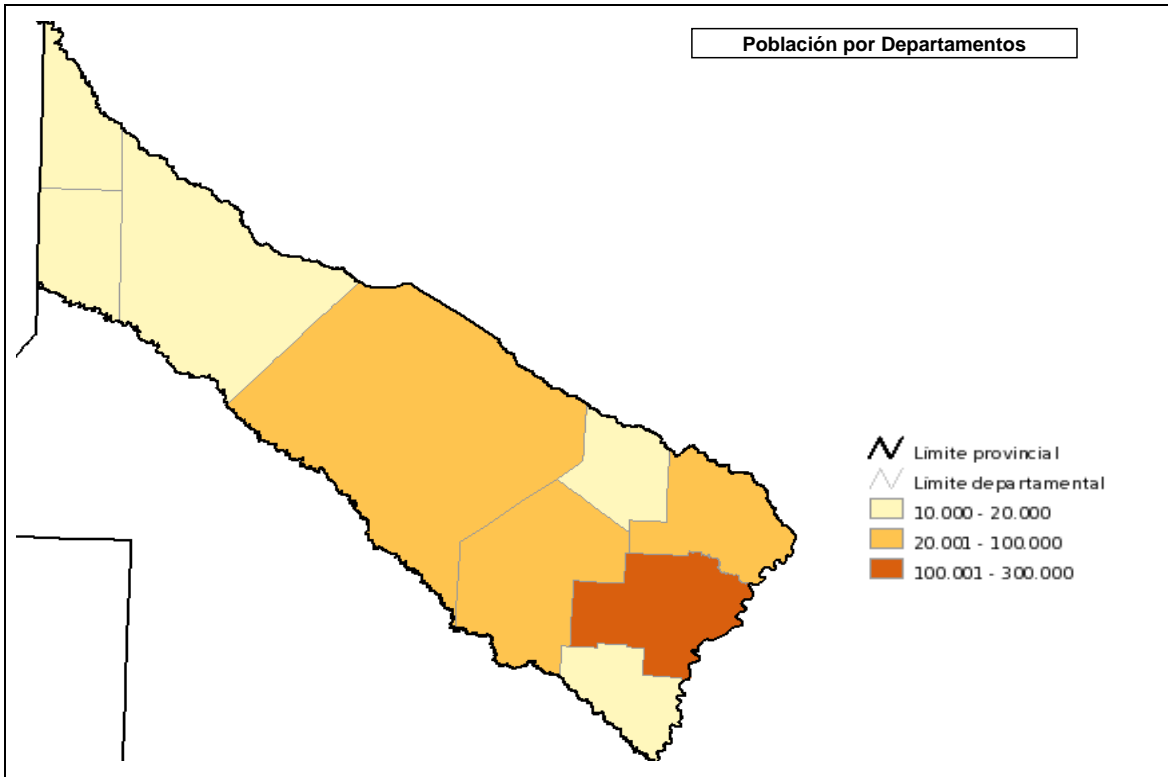 Población por Departamentos
Límite provincial
Límite departamental
10.000 - 20.000
20.001 - 100.000
100.001 - 300.000